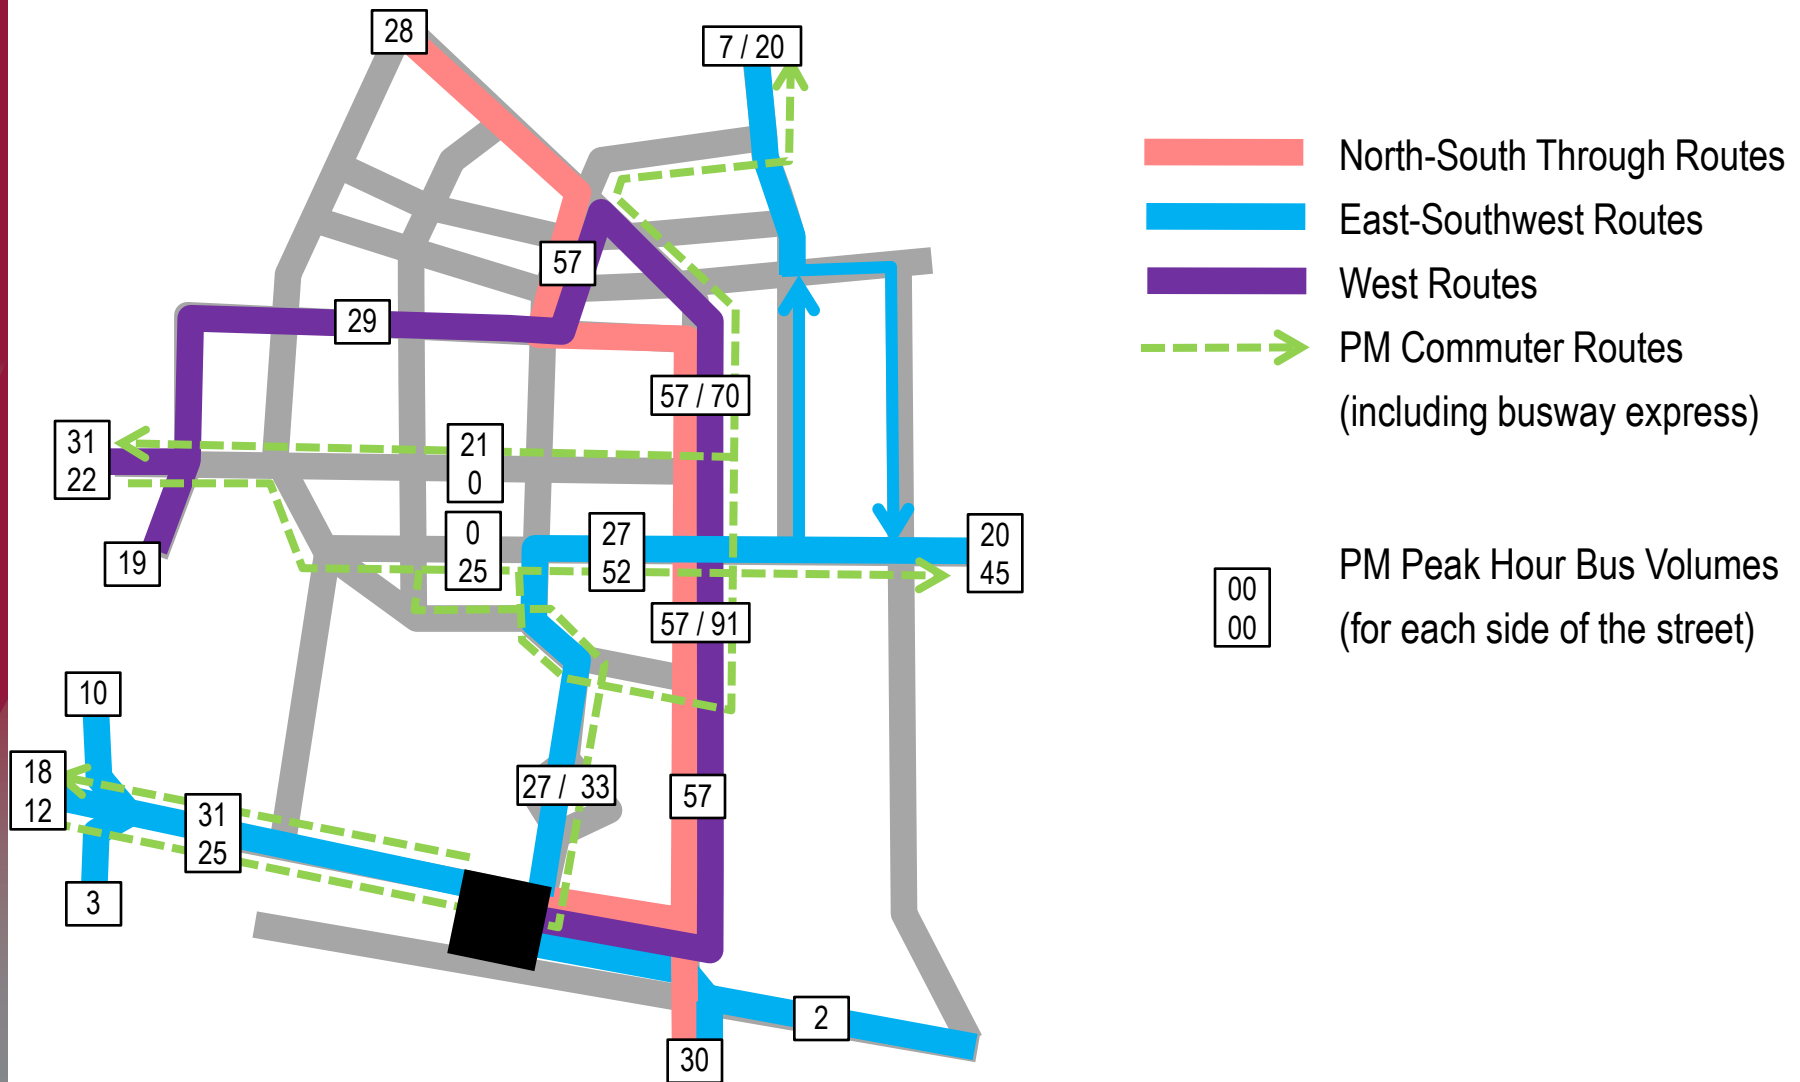 28
7 / 20
57
29
57 / 70
31
22
21
0
0
25
27
52
20
45
19
57 / 91
10
18
12
31
25
27 / 33
57
3
2
30
North-South Through Routes
East-Southwest Routes
West Routes
PM Commuter Routes
(including busway express)
00
00
PM Peak Hour Bus Volumes
(for each side of the street)